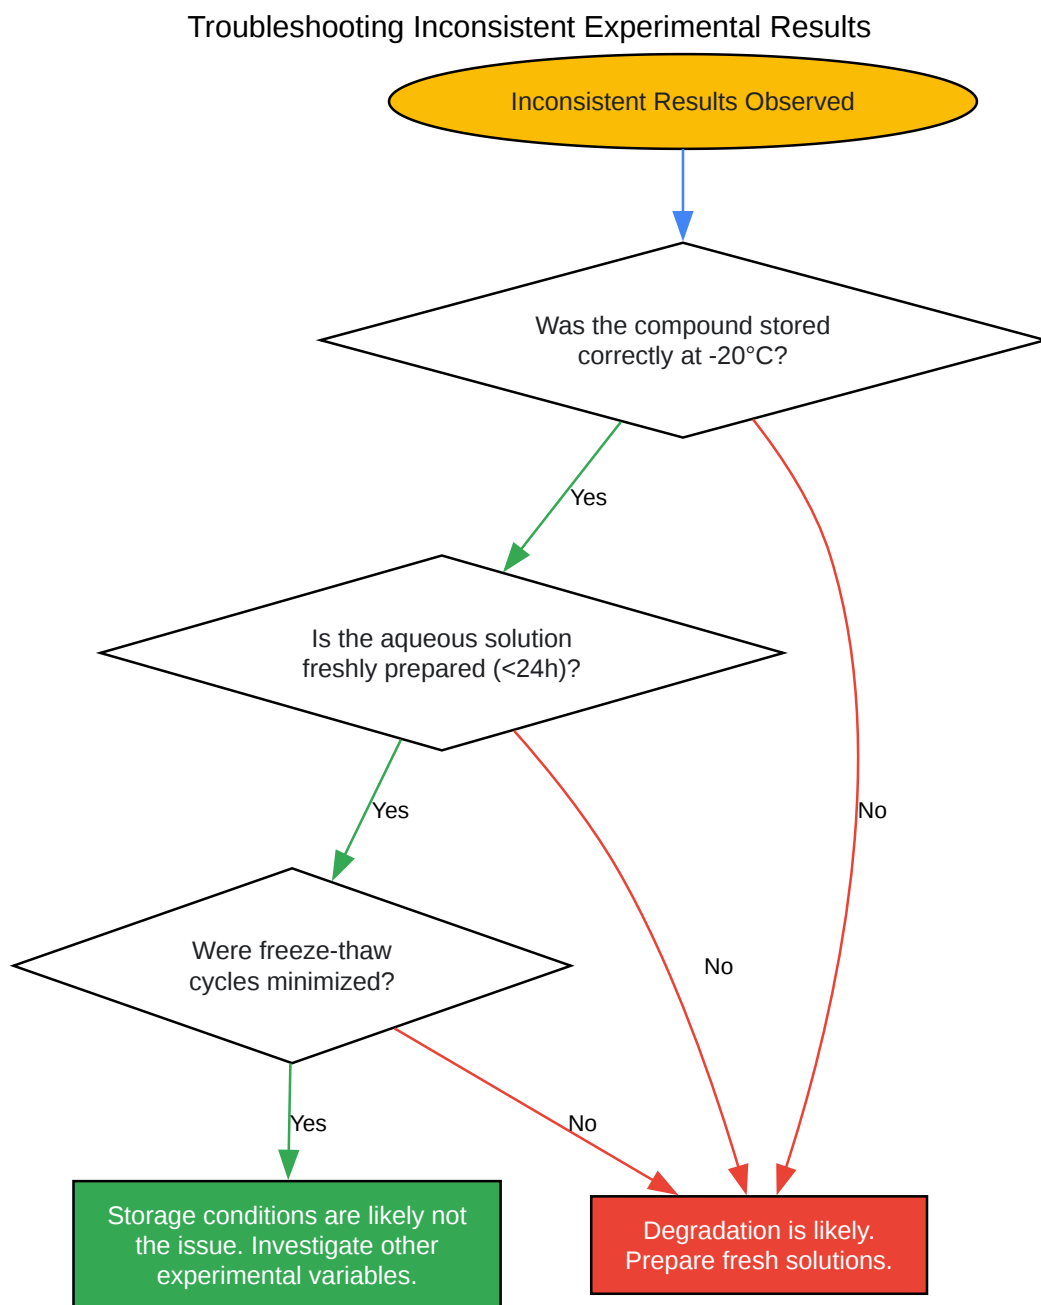 Troubleshooting Inconsistent Experimental Results
Inconsistent Results Observed
Was the compound stored
correctly at -20°C?
Yes
Is the aqueous solution
freshly prepared (<24h)?
Yes
No
Were freeze-thaw
cycles minimized?
No
Yes
No
Storage conditions are likely not
the issue. Investigate other
experimental variables.
Degradation is likely.
Prepare fresh solutions.